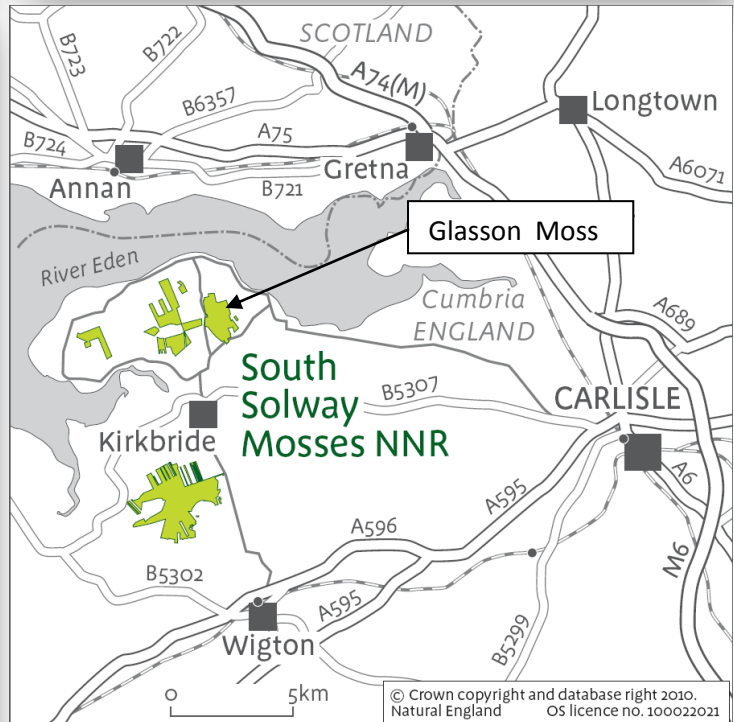 SCOTLAND
B723
B722
A74(M)
B6357
Longtown
A75
B724
Gretna
A6071
Annan
B721
Glasson Moss
River Eden
Cumbria
ENGLAND
A689
South
Solway
Mosses NNR
B5307
CARLISLE
Kirkbride
A6
A595
A596
M6
B5302
A595
B5299
Wigton
0 5km
© Crown copyright and database right 2010.
Natural England OS licence no. 100022021